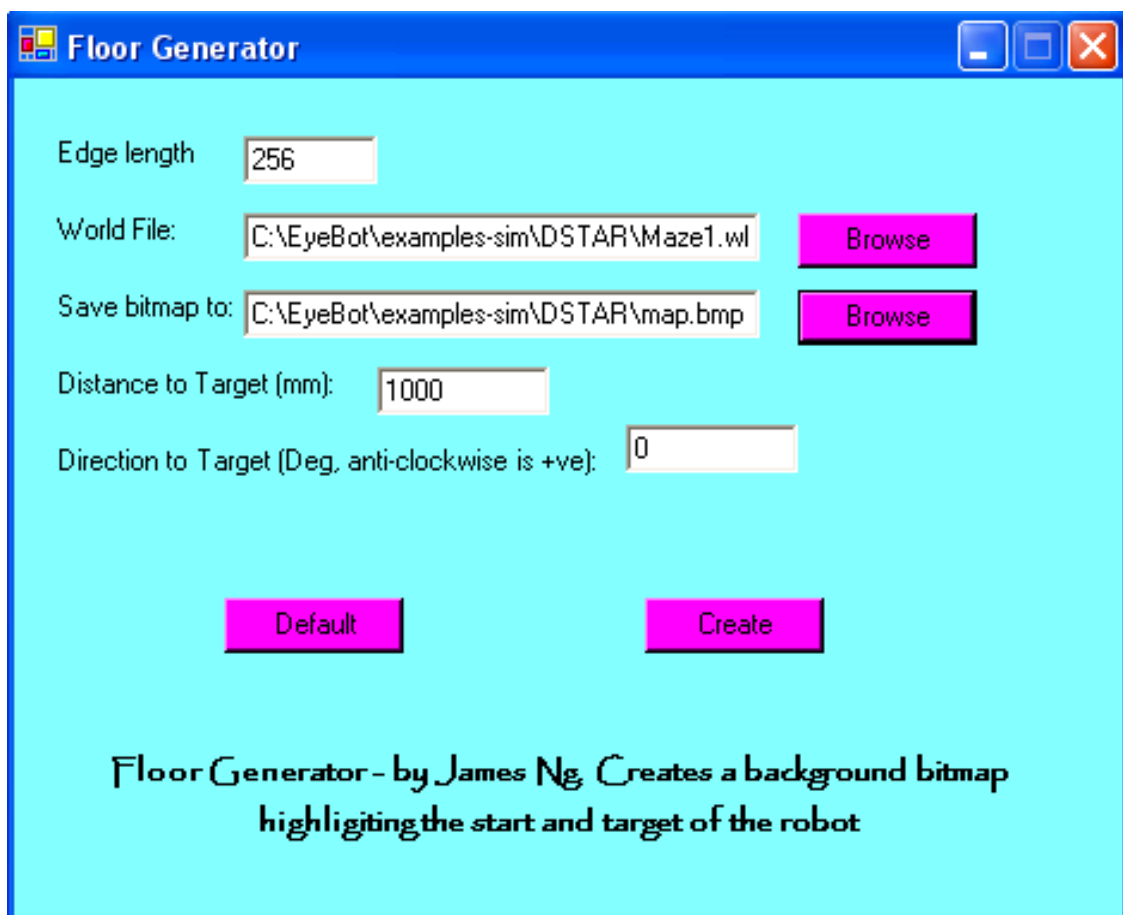 Floor Generator
Edge length 256
World File: C:\EyeBot\examples-sim\DSTAR\Maze1.wl Browse
Save bitmap to: C:\EyeBot\examples-sim\DSTAR\map.bmp Browse
Distance to Target (mm): 1000
Direction to Target (Deg, anti-clockwise is +ve): 0
Default Create
Floor Generator - by James Ng. Creates a background bitmap
highligiting the start and target of the robot